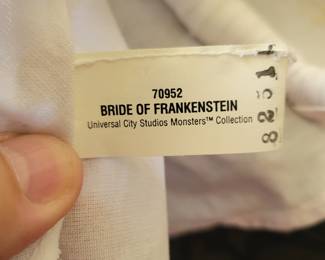 70952
BRIDE OF FRANKENSTEIN
Universal City Studios Monsters™ Collection